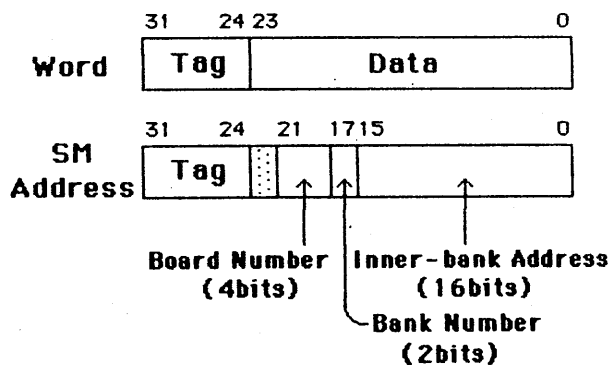 31 24 23 0
Word Tag Data
31 24 21 17 15 0
SM Address Tag
Board Number Inner-bank Address
(4bits) (16bits)
Bank Number
(2bits)